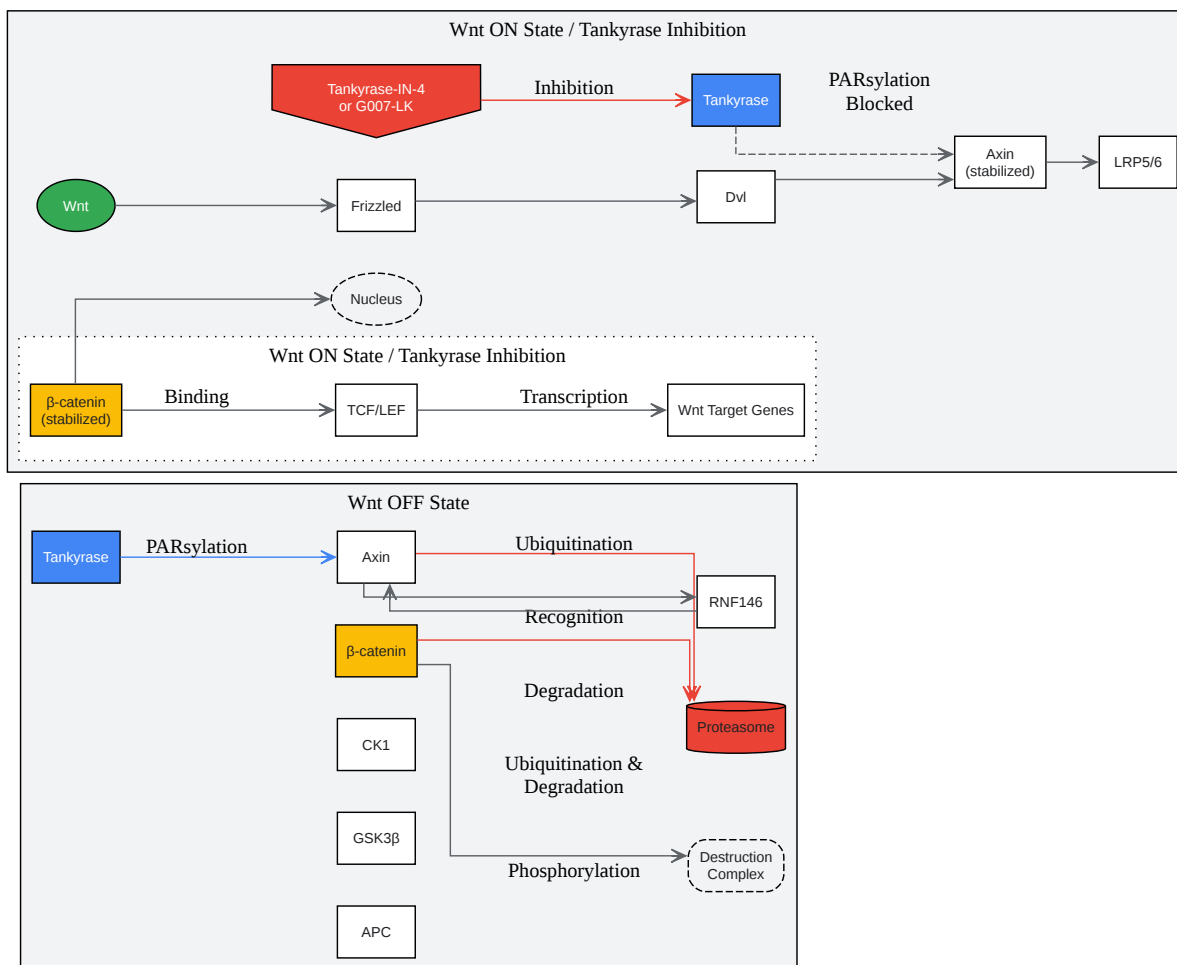 Wnt ON State / Tankyrase Inhibition
Tankyrase-IN-4
or G007-LK
Inhibition
Tankyrase
PARsylation
Blocked
Axin
(stabilized)
LRP5/6
Wnt
Frizzled
Dvl
Nucleus
Wnt ON State / Tankyrase Inhibition
β-catenin
(stabilized)
Binding
TCF/LEF
Transcription
Wnt Target Genes
Wnt OFF State
Tankyrase
PARsylation
Axin
Ubiquitination
RNF146
Recognition
β-catenin
Degradation
Proteasome
CK1
Ubiquitination &
Degradation
GSK3β
Phosphorylation
Destruction
Complex
APC